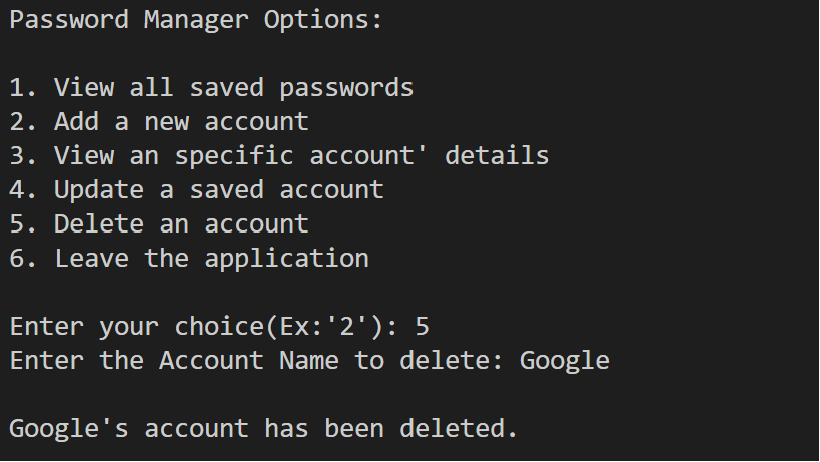 Password Manager Options:
1. View all saved passwords
2. Add a new account
3. View an specific account' details
4. Update a saved account
5. Delete an account
6. Leave the application
Enter your choice(Ex:'2'): 5
Enter the Account Name to delete: Google
Google's account has been deleted.